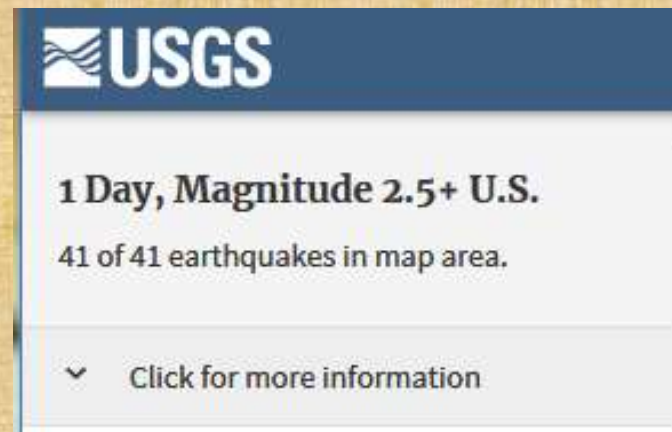 USGS
1 Day, Magnitude 2.5+ U.S.
41 of 41 earthquakes in map area.
Click for more information